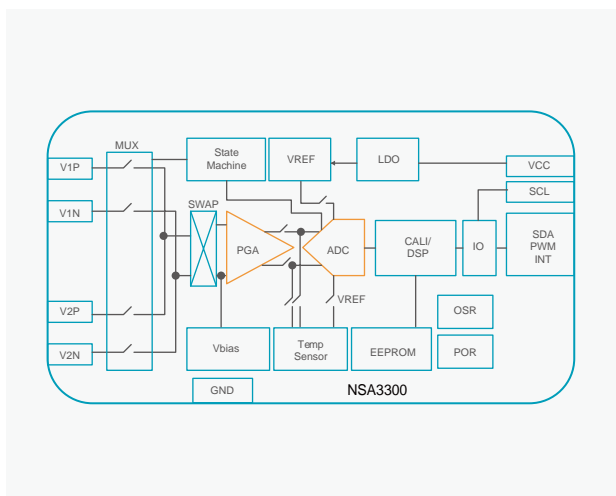 MUX
State
Machine
VREF
LDO
V1P
VCC
SCL
V1N
SWAP
PGA
ADC
CALI/
DSP
IO
SDA
PWM
INT
VREF
V2P
OSR
V2N
Vbias
Temp
Sensor
EEPROM
POR
GND
NSA3300